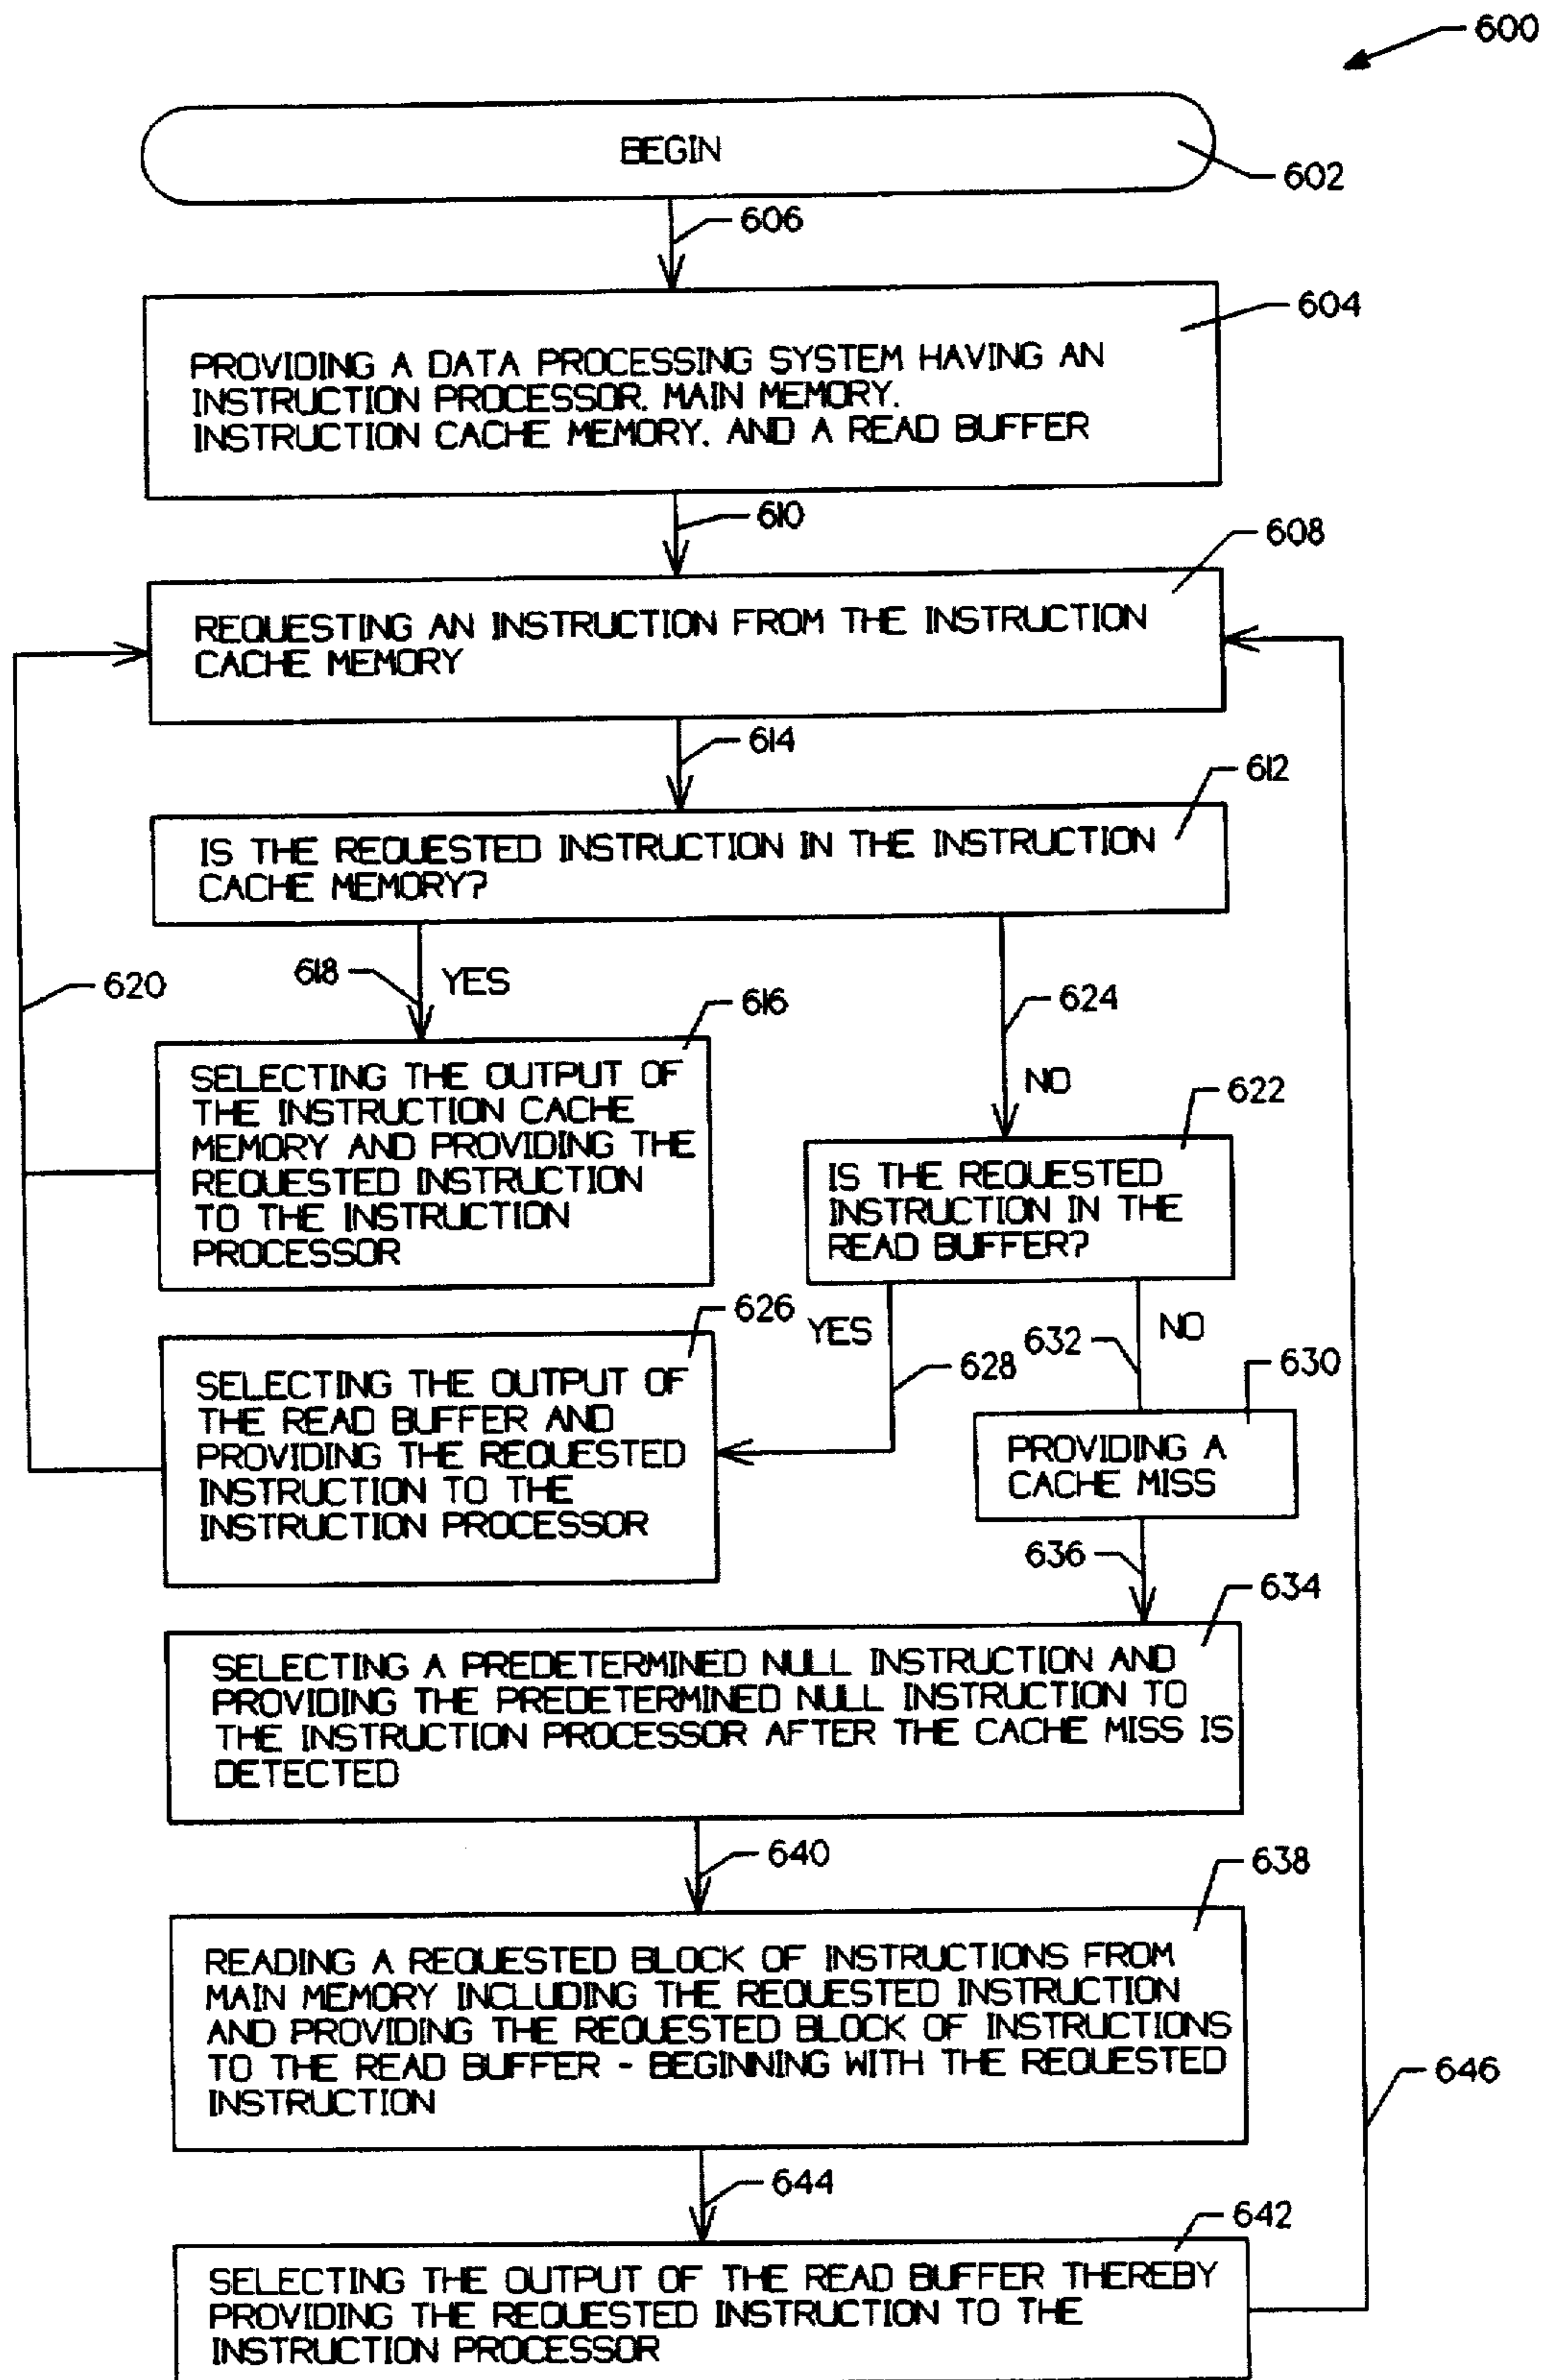 600
BEGIN
602
606
604
PROVIDING A DATA PROCESSING SYSTEM HAVING AN
INSTRUCTION PROCESSOR, MAIN MEMORY,
INSTRUCTION CACHE MEMORY, AND A READ BUFFER
610
608
REQUESTING AN INSTRUCTION FROM THE INSTRUCTION
CACHE MEMORY
614
612
IS THE REQUESTED INSTRUCTION IN THE INSTRUCTION
CACHE MEMORY?
620
618
YES
616
624
NO
SELECTING THE OUTPUT OF
THE INSTRUCTION CACHE
MEMORY AND PROVIDING THE
REQUESTED INSTRUCTION
TO THE INSTRUCTION
PROCESSOR
622
IS THE REQUESTED
INSTRUCTION IN THE
READ BUFFER?
626
YES
628
632
NO
630
SELECTING THE OUTPUT OF
THE READ BUFFER AND
PROVIDING THE REQUESTED
INSTRUCTION TO THE
INSTRUCTION PROCESSOR
PROVIDING A
CACHE MISS
636
634
SELECTING A PREDETERMINED NULL INSTRUCTION AND
PROVIDING THE PREDETERMINED NULL INSTRUCTION TO
THE INSTRUCTION PROCESSOR AFTER THE CACHE MISS IS
DETECTED
640
638
READING A REQUESTED BLOCK OF INSTRUCTIONS FROM
MAIN MEMORY INCLUDING THE REQUESTED INSTRUCTION
AND PROVIDING THE REQUESTED BLOCK OF INSTRUCTIONS
TO THE READ BUFFER - BEGINNING WITH THE REQUESTED
INSTRUCTION
646
644
642
SELECTING THE OUTPUT OF THE READ BUFFER THEREBY
PROVIDING THE REQUESTED INSTRUCTION TO THE
INSTRUCTION PROCESSOR